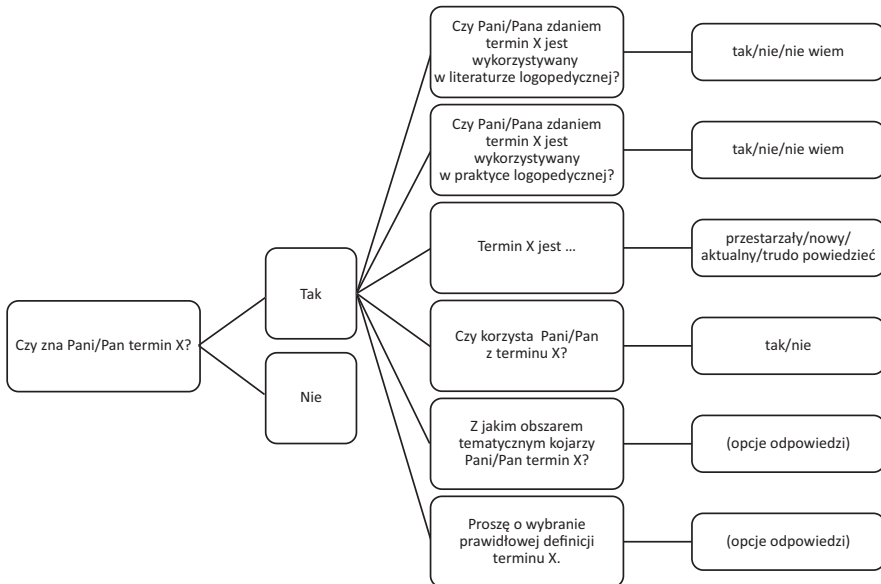 Czy zna Pani/Pan termin X?
Tak
Nie
Czy Pani/Pana zdaniem
termin X jest
wykorzystywany
w literaturze logopedycznej?
tak/nie/nie wiem
Czy Pani/Pana zdaniem
termin X jest
wykorzystywany
w praktyce logopedycznej?
tak/nie/nie wiem
Termin X jest ...
przestarzały/nowy/
aktualny/trudo powiedzieć
Czy korzysta Pani/Pan
z terminu X?
tak/nie
Z jakim obszarem
tematycznym kojarzy
Pani/Pan termin X?
(opcje odpowiedzi)
Proszę o wybranie
prawidłowej definicji
terminu X.
(opcje odpowiedzi)